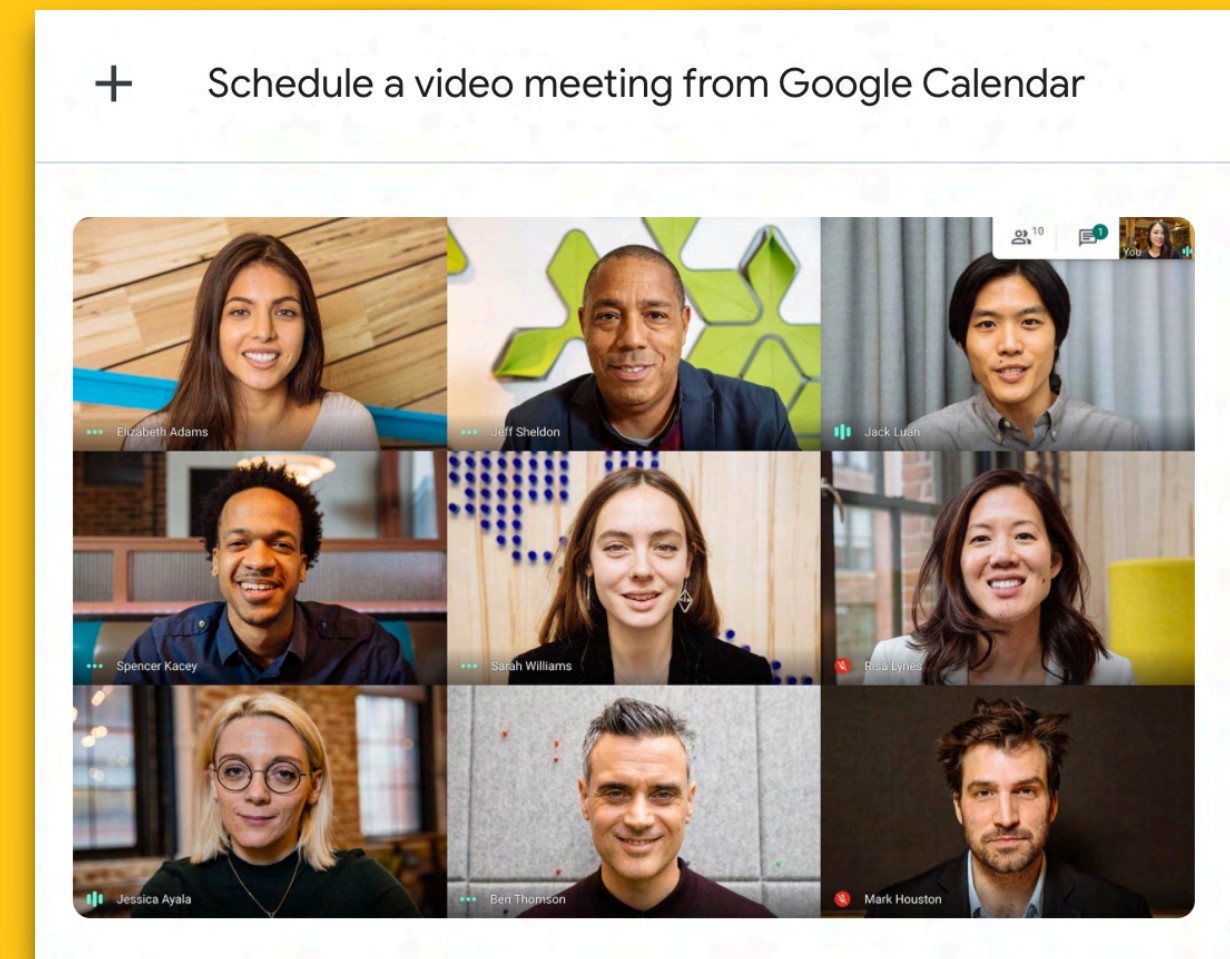 Schedule a video meeting from Google Calendar
10
1
You
Elizabeth Adams
Jeff Sheldon
Jack Luan
Spencer Kacey
Sarah Williams
Risa Lynes
Jessica Ayala
Ben Thomson
Mark Houston